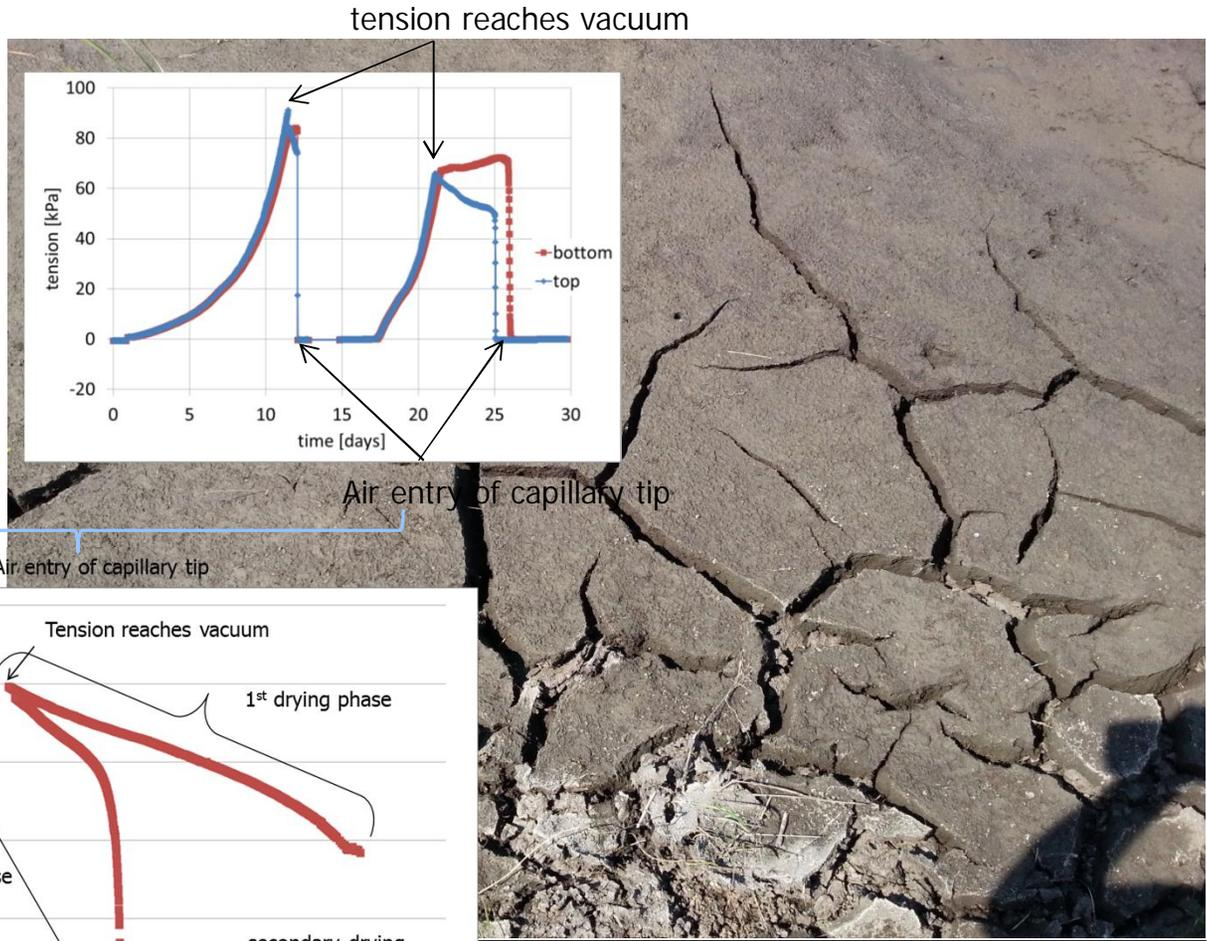 tension reaches vacuum
100
80
60
40
20
0
-20
tension [kPa]
0 5 10 15 20 25 30
time [days]
bottom
top
Air entry of capillary tip
Air entry of capillary tip
Tension reaches vacuum
1st drying phase
se
secondary drying